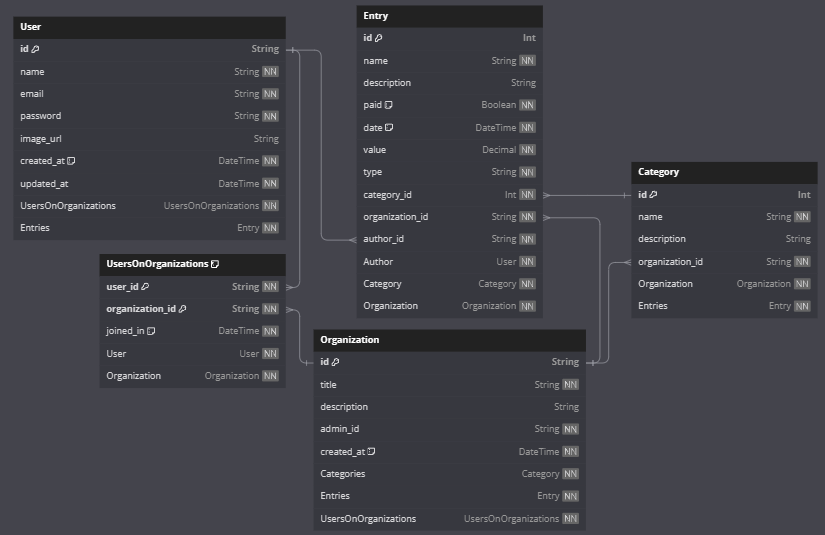 User
id String
name String NN
email String NN
password String NN
image_url String
created_at DateTime NN
updated_at DateTime NN
UsersOnOrganizations UsersOnOrganizations NN
Entries Entry NN
UsersOnOrganizations
user_id String NN
organization_id String NN
joined_in DateTime NN
User User NN
Organization Organization NN
Entry
id Int
name String NN
description String
paid Boolean NN
date DateTime NN
value Decimal NN
type String NN
category_id Int NN
organization_id String NN
author_id String NN
Author User NN
Category Category NN
Organization Organization NN
Organization
id String
title String NN
description String
admin_id String NN
created_at DateTime NN
Categories Category NN
Entries Entry NN
UsersOnOrganizations UsersOnOrganizations NN
Category
id Int
name String NN
description String
organization_id String NN
Organization Organization NN
Entries Entry NN